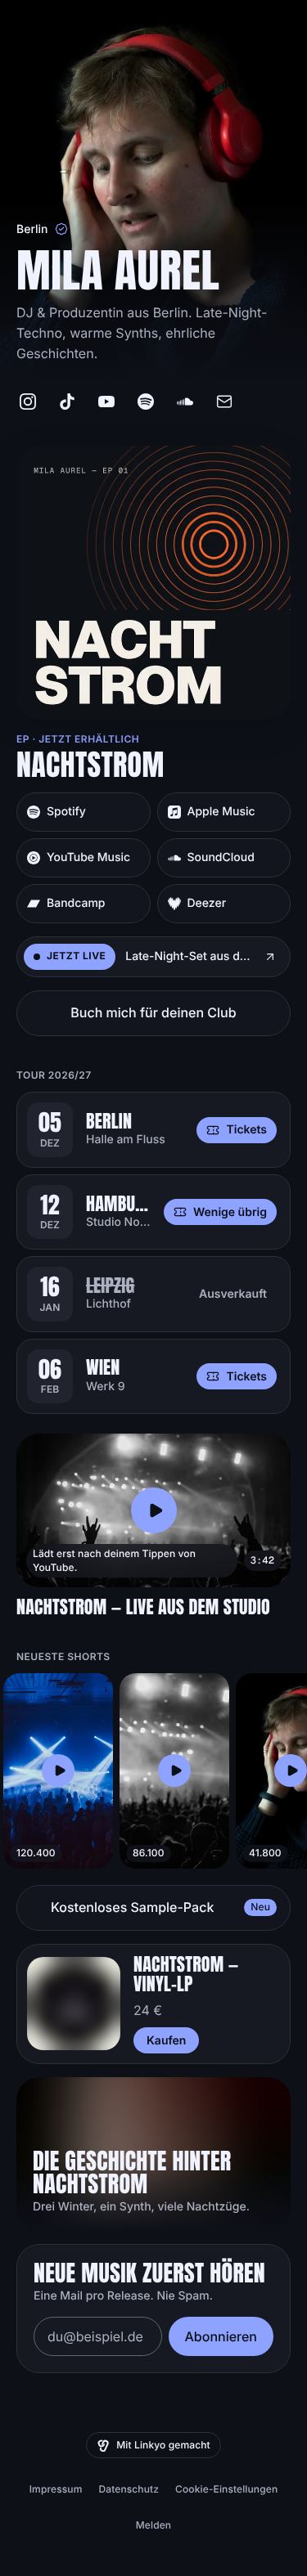 Berlin
MILA AUREL
DJ & Produzentin aus Berlin. Late-Night-
Techno, warme Synths, ehrliche
Geschichten.
MILA AUREL — EP 01
NACHT
STROM
EP · JETZT ERHÄLTLICH
NACHTSTROM
Spotify
Apple Music
YouTube Music
SoundCloud
Bandcamp
Deezer
JETZT LIVE Late-Night-Set aus d...
Buch mich für deinen Club
TOUR 2026/27
05 DEZ
BERLIN
Halle am Fluss
Tickets
12 DEZ
HAMBU...
Studio No...
Wenige übrig
16 JAN
LEIPZIG
Lichthof
Ausverkauft
06 FEB
WIEN
Werk 9
Tickets
Lädt erst nach deinem Tippen von
YouTube.
3:42
NACHTSTROM – LIVE AUS DEM STUDIO
NEUESTE SHORTS
120.400
86.100
41.800
Kostenloses Sample-Pack
Neu
NACHTSTROM –
VINYL-LP
24 €
Kaufen
DIE GESCHICHTE HINTER
NACHTSTROM
Drei Winter, ein Synth, viele Nachtzüge.
NEUE MUSIK ZUERST HÖREN
Eine Mail pro Release. Nie Spam.
du@beispiel.de
Abonnieren
Mit Linkyo gemacht
Impressum Datenschutz Cookie-Einstellungen
Melden